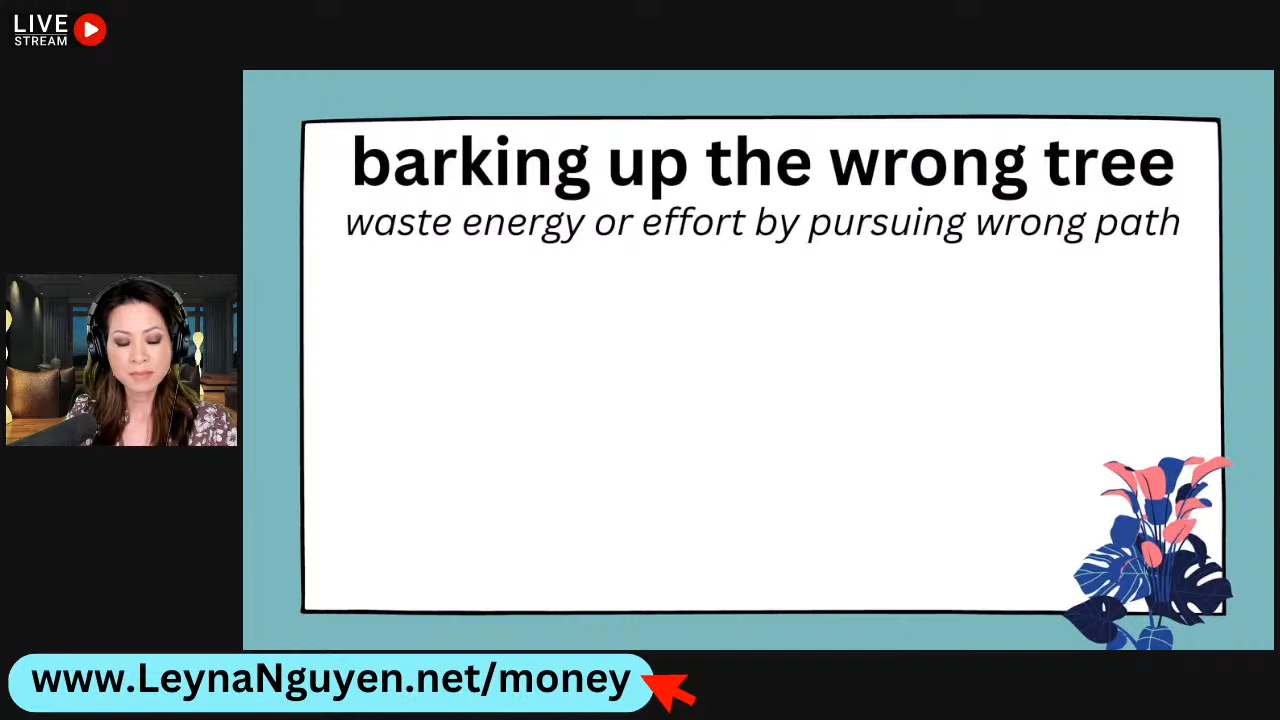 LIVE
STREAM
barking up the wrong tree
waste energy or effort by pursuing wrong path
www.LeynaNguyen.net/money